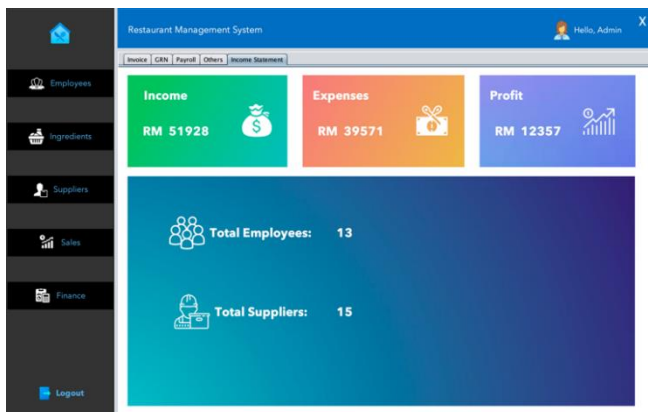 Restaurant Management System
Hello, Admin
X
Invoice GRN Payroll Others Income Statement
Employees
Ingredients
Suppliers
Sales
Finance
Logout
Income
RM 51928
Expenses
RM 39571
Profit
RM 12357
Total Employees: 13
Total Suppliers: 15